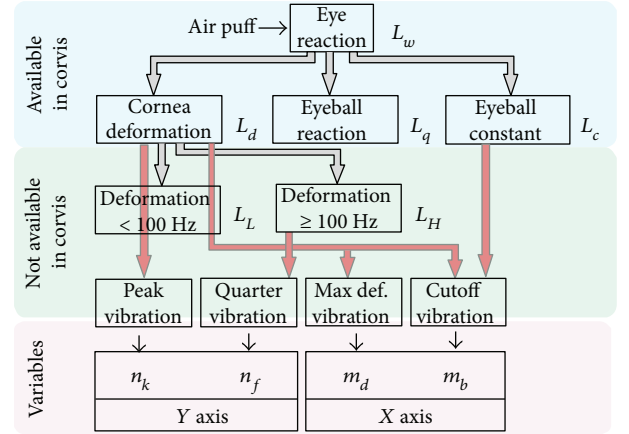 Available
in corvis
Air puff
Eye
reaction
L_w
Cornea
deformation
L_d
Eyeball
reaction
L_q
Eyeball
constant
L_c
Not available
in corvis
Deformation
< 100 Hz
L_L
Deformation
≥ 100 Hz
L_H
Peak
vibration
Quarter
vibration
Max def.
vibration
Cutoff
vibration
Variables
n_k
n_f
m_d
m_b
Y axis
X axis